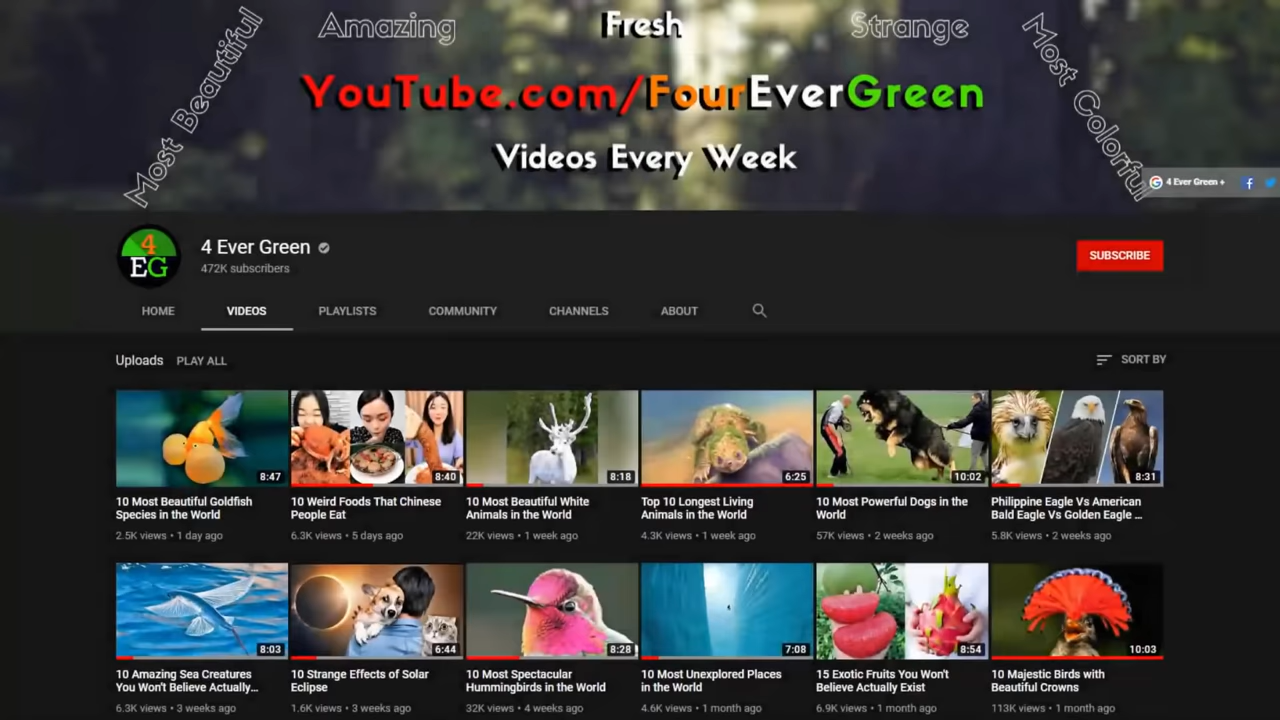 Most Beautiful
Amazing
Fresh
Strange
Most Colorful
YouTube.com/FourEverGreen
Videos Every Week
4 Ever Green +
4
EG
4 Ever Green
472K subscribers
SUBSCRIBE
HOME
VIDEOS
PLAYLISTS
COMMUNITY
CHANNELS
ABOUT
Uploads
PLAY ALL
SORT BY
8:47
8:40
8:18
6:25
10:02
8:31
10 Most Beautiful Goldfish
Species in the World
2.5K views • 1 day ago
10 Weird Foods That Chinese
People Eat
6.3K views • 5 days ago
10 Most Beautiful White
Animals in the World
22K views • 1 week ago
Top 10 Longest Living
Animals in the World
4.3K views • 1 week ago
10 Most Powerful Dogs in the
World
57K views • 2 weeks ago
Philippine Eagle Vs American
Bald Eagle Vs Golden Eagle ...
5.8K views • 2 weeks ago
8:03
6:44
8:28
7:08
8:54
10:03
10 Amazing Sea Creatures
You Won't Believe Actually...
6.3K views • 3 weeks ago
10 Strange Effects of Solar
Eclipse
1.6K views • 3 weeks ago
10 Most Spectacular
Hummingbirds in the World
32K views • 4 weeks ago
10 Most Unexplored Places
in the World
4.6K views • 1 month ago
15 Exotic Fruits You Won't
Believe Actually Exist
6.9K views • 1 month ago
10 Majestic Birds with
Beautiful Crowns
113K views • 1 month ago